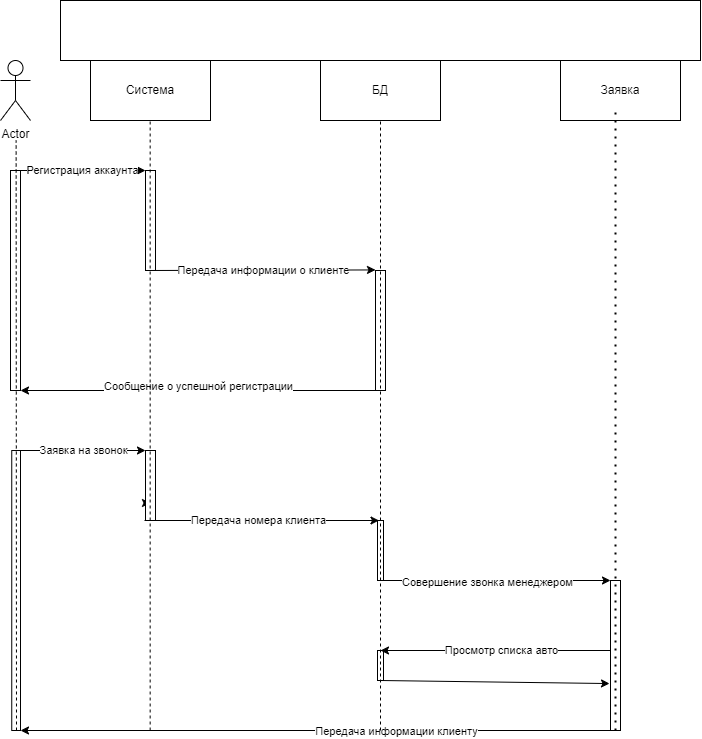 Система
БД
Заявка
Actor
Регистрация аккаунта
Передача информации о клиенте
Сообщение о успешной регистрации
Заявка на звонок
Передача номера клиента
Совершение звонка менеджером
Просмотр списка авто
Передача информации клиенту